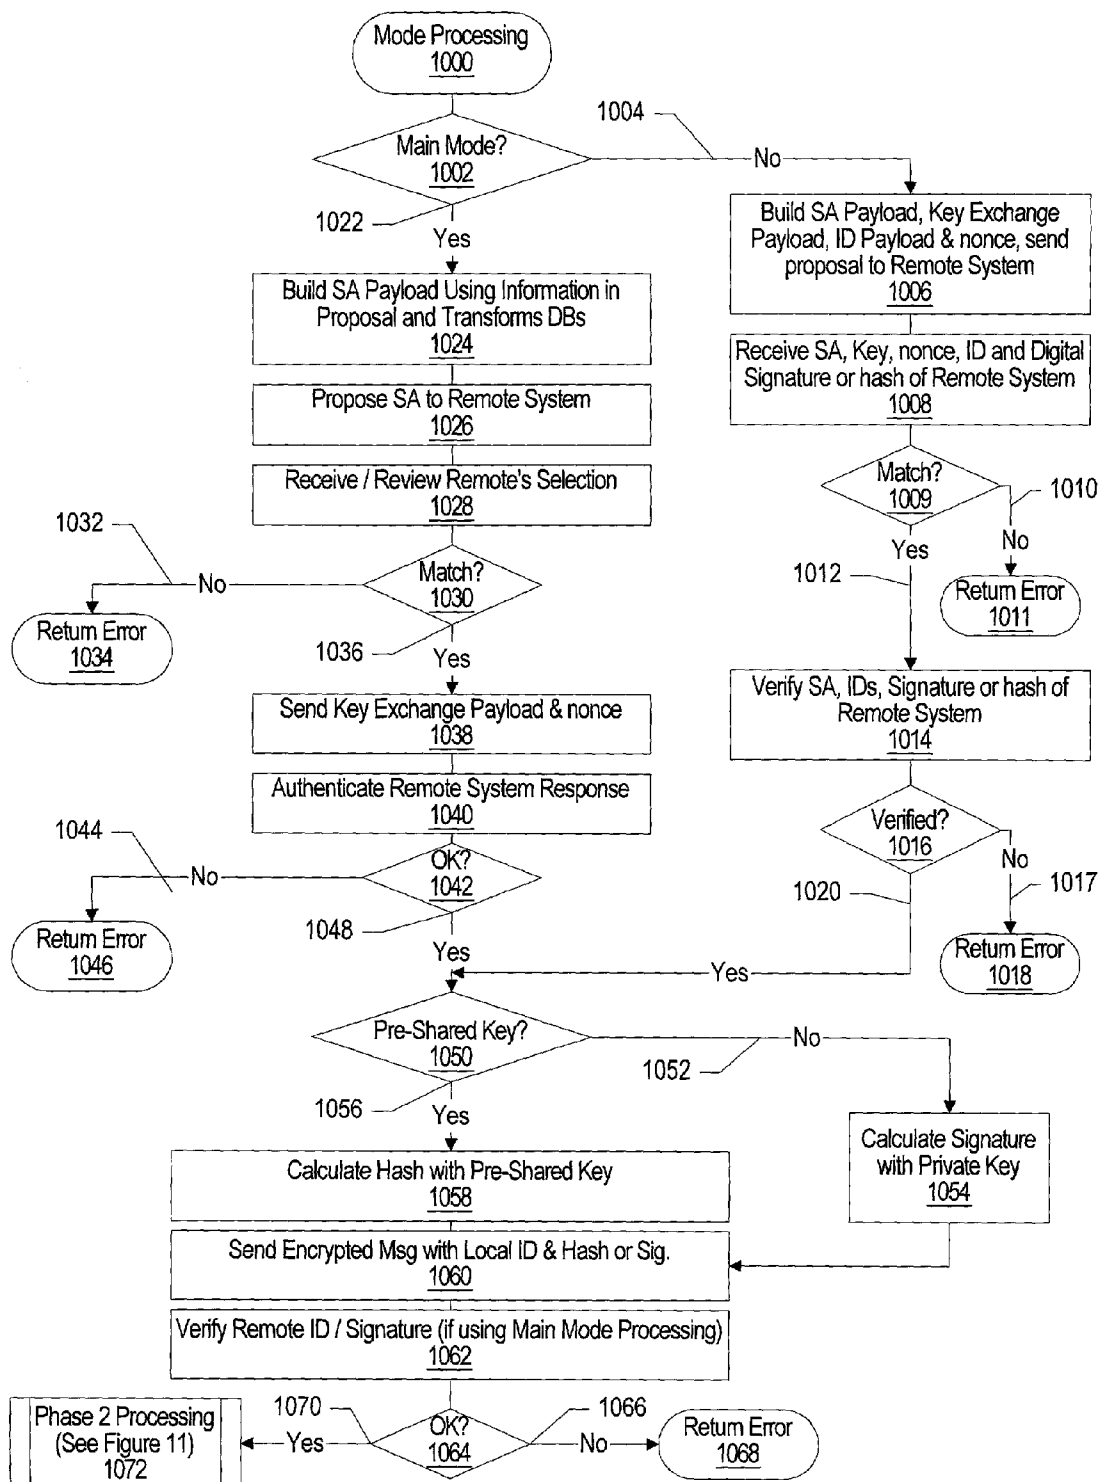 Mode Processing
1000
1004
Main Mode?
1002
No
1022
Yes
Build SA Payload, Key Exchange
Payload, ID Payload & nonce, send
proposal to Remote System
1006
Build SA Payload Using Information in
Proposal and Transforms DBs
1024
Receive SA, Key, nonce, ID and Digital
Signature or hash of Remote System
1008
Propose SA to Remote System
1026
Receive / Review Remote's Selection
1028
Match?
1009
1010
No
Yes
1012
Return Error
1011
1032
No
Match?
1030
Return Error
1034
1036
Yes
Verify SA, IDs, Signature or hash of
Remote System
1014
Send Key Exchange Payload & nonce
1038
Authenticate Remote System Response
1040
Verified?
1016
No
1017
1020
Return Error
1018
1044
No
OK?
1042
Return Error
1046
1048
Yes
Yes
Pre-Shared Key?
1050
No
1052
1056
Yes
Calculate Signature
with Private Key
1054
Calculate Hash with Pre-Shared Key
1058
Send Encrypted Msg with Local ID & Hash or Sig.
1060
Verify Remote ID / Signature (if using Main Mode Processing)
1062
1070
1066
Phase 2 Processing
(See Figure 11)
1072
Yes
OK?
1064
No
Return Error
1068